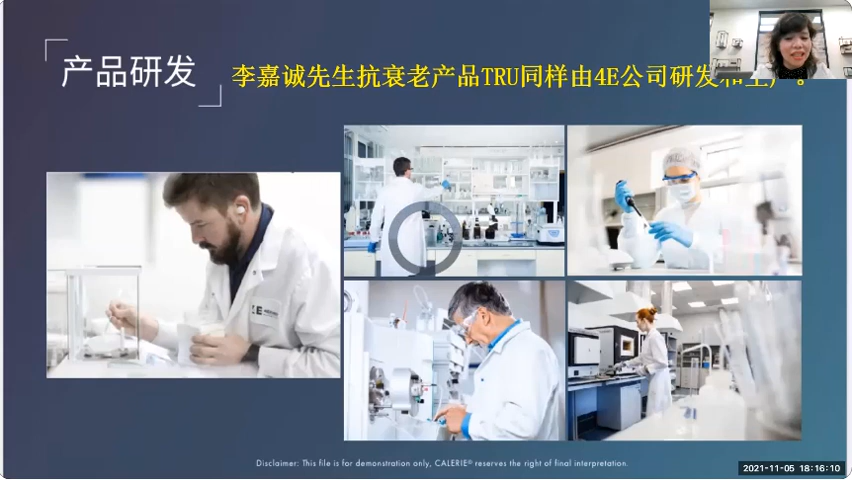 产品研发
李嘉诚先生抗衰老产品TRU同样由4E公司研发
4E
Disclaimer: This file is for demonstration only, CALERIE® reserves the right of final interpretation.
2021-11-05 18:16:10